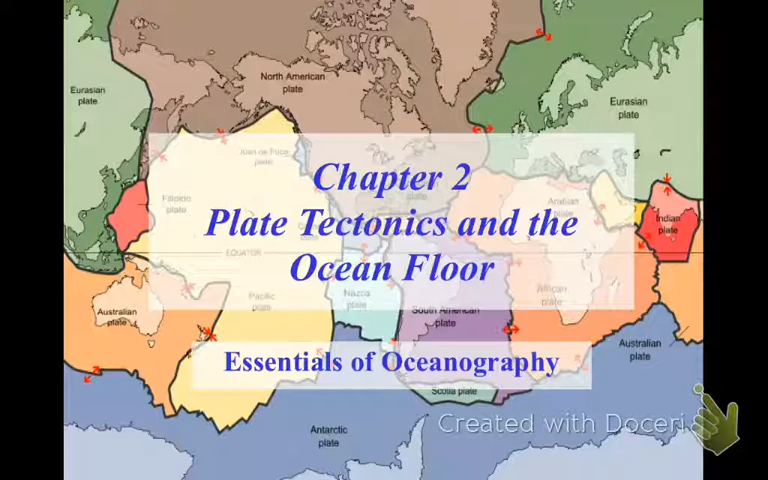 North American
plate
Eurasian
plate
Eurasian
plate
Juan de Fuca
plate
Chapter 2
Plate Tectonics and the
Ocean Floor
Filipino
plate
plate
Arabian
Indian
plate
EQUATOR
Pacific
plate
Nazca
plate
African
plate
Australian
plate
South American
plate
Australian
plate
Essentials of Oceanography
Scotia plate
Created with Doceri
Antarctic
plate